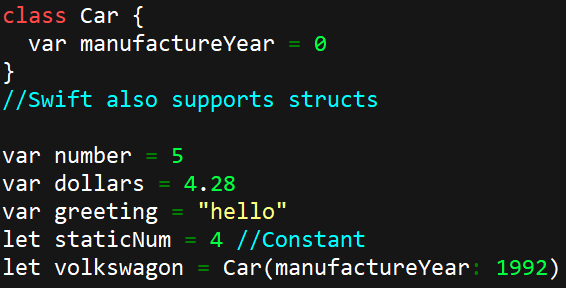 class Car {
  var manufactureYear = 0
}
//Swift also supports structs

var number = 5
var dollars = 4.28
var greeting = "hello"
let staticNum = 4 //Constant
let volkswagon = Car(manufactureYear: 1992)